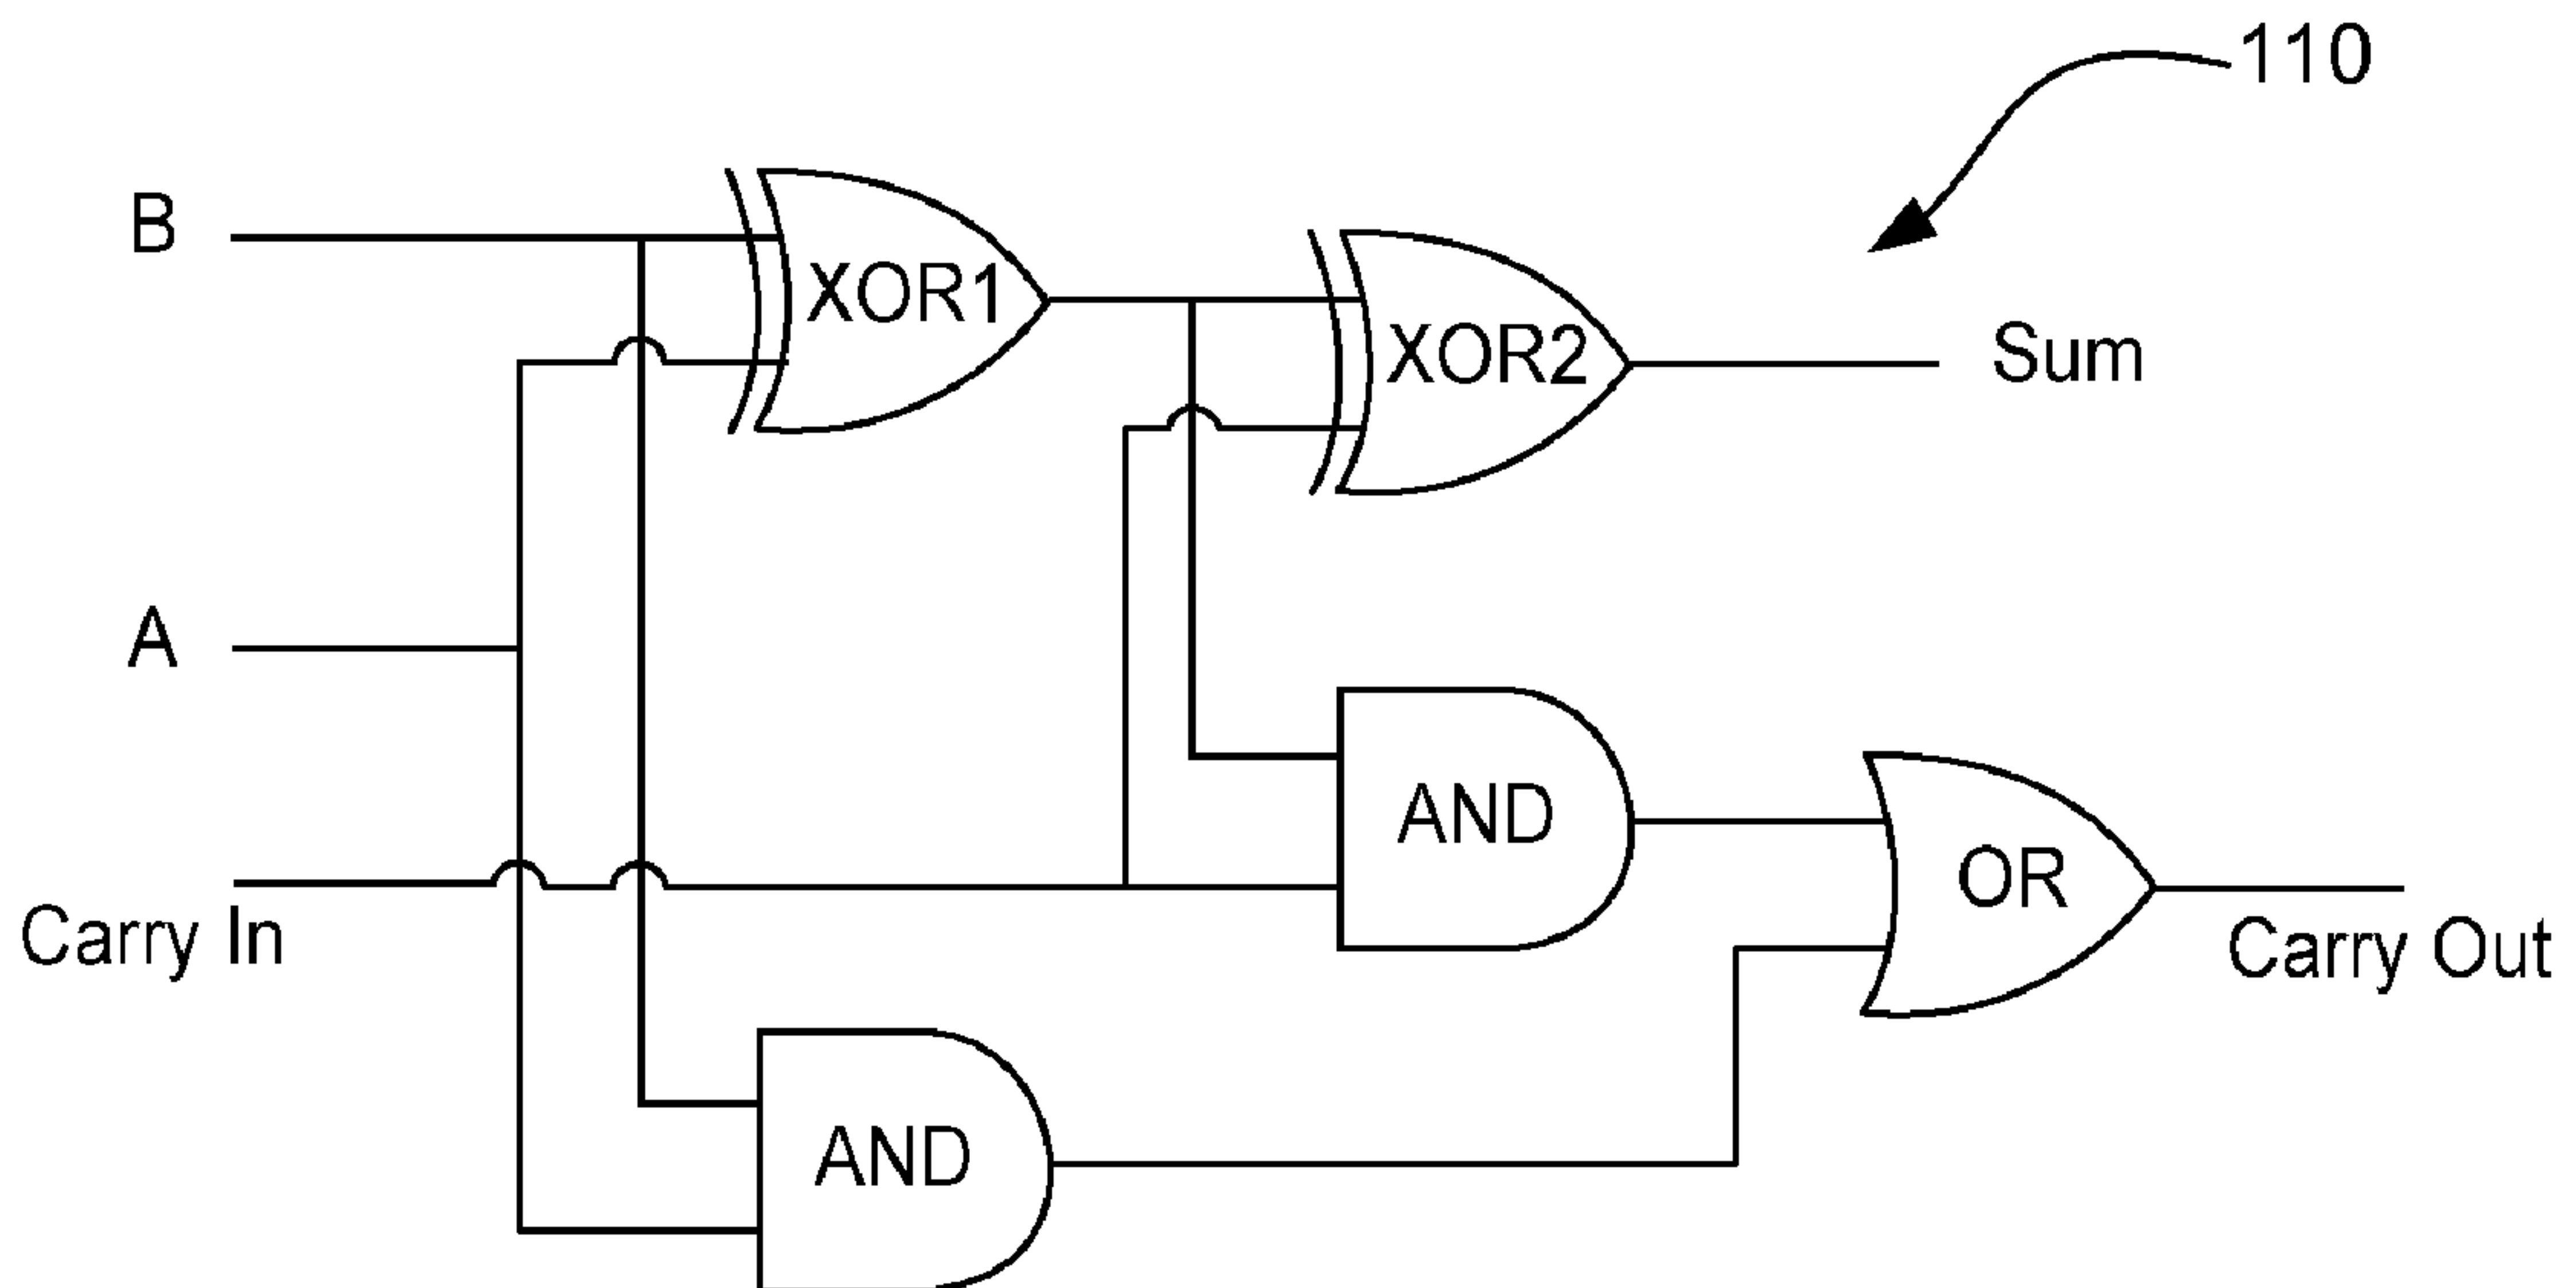 110
B
XOR1
XOR2
Sum
A
AND
OR
Carry In
Carry Out
AND